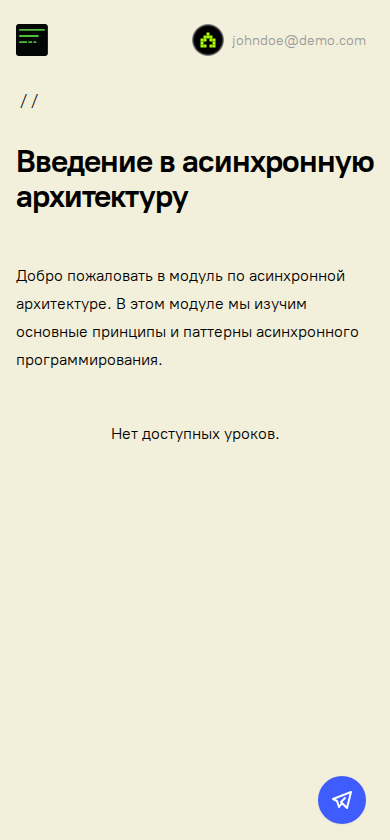 johndoe@demo.com
//
Введение в асинхронную
архитектуру
Добро пожаловать в модуль по асинхронной
архитектуре. В этом модуле мы изучим
основные принципы и паттерны асинхронного
программирования.
Нет доступных уроков.